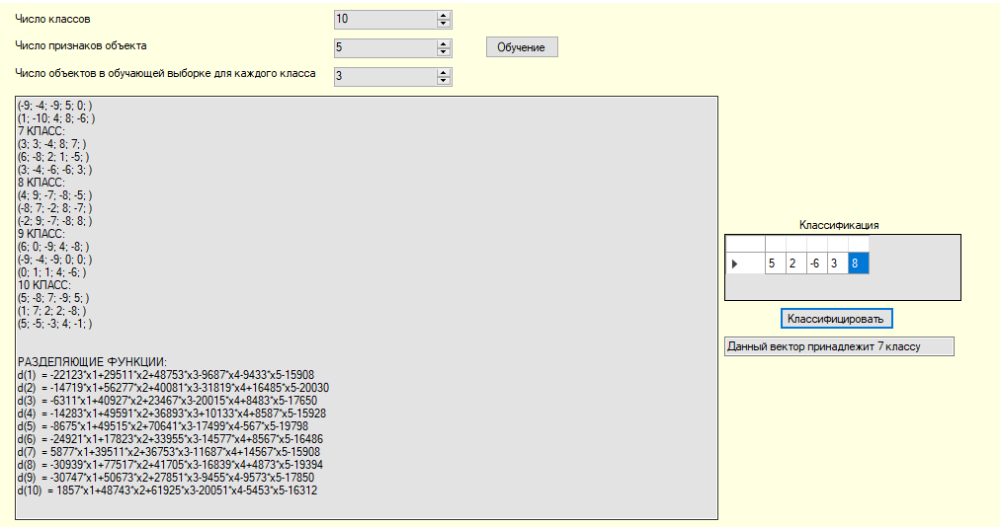 Число классов
10
Число признаков объекта
5
Обучение
Число объектов в обучающей выборке для каждого класса
3
(-9; -4; -9; 5; 0; )
(1; -10; 4; 8; -6; )
7 КЛАСС:
(3; 3; -4; 8; 7; )
(6; -8; 2; 1; -5; )
(3; -4; -6; -6; 3; )
8 КЛАСС:
(4; 9; -7; -8; -5; )
(-8; 7; -2; 8; -7; )
(-2; 9; -7; -8; 8; )
9 КЛАСС:
(6; 0; -9; 4; -8; )
(-9; -4; -9; 0; 0; )
(0; 1; 1; 4; -6; )
10 КЛАСС:
(5; -8; 7; -9; 5; )
(1; 7; 2; 2; -8; )
(5; -5; -3; 4; -1; )
РАЗДЕЛЯЮЩИЕ ФУНКЦИИ:
d(1) = -22123*x1+29511*x2+48753*x3-9687*x4-9433*x5-15908
d(2) = -14719*x1+56277*x2+40081*x3-31819*x4+16485*x5-20030
d(3) = -6311*x1+40927*x2+23467*x3-20015*x4+8483*x5-17650
d(4) = -14283*x1+49591*x2+36893*x3+10133*x4+8587*x5-15928
d(5) = -8675*x1+49515*x2+70641*x3-17499*x4-567*x5-19798
d(6) = -24921*x1+17823*x2+33955*x3-14577*x4+8567*x5-16486
d(7) = 5877*x1+39511*x2+36753*x3-11687*x4+14567*x5-15908
d(8) = -30939*x1+77517*x2+41705*x3-16839*x4+4873*x5-19394
d(9) = -30747*x1+50673*x2+27851*x3-9455*x4-9573*x5-17850
d(10) = 1857*x1+48743*x2+61925*x3-20051*x4-5453*x5-16312
Классификация
5 2 -6 3 8
Классифицировать
Данный вектор принадлежит 7 классу